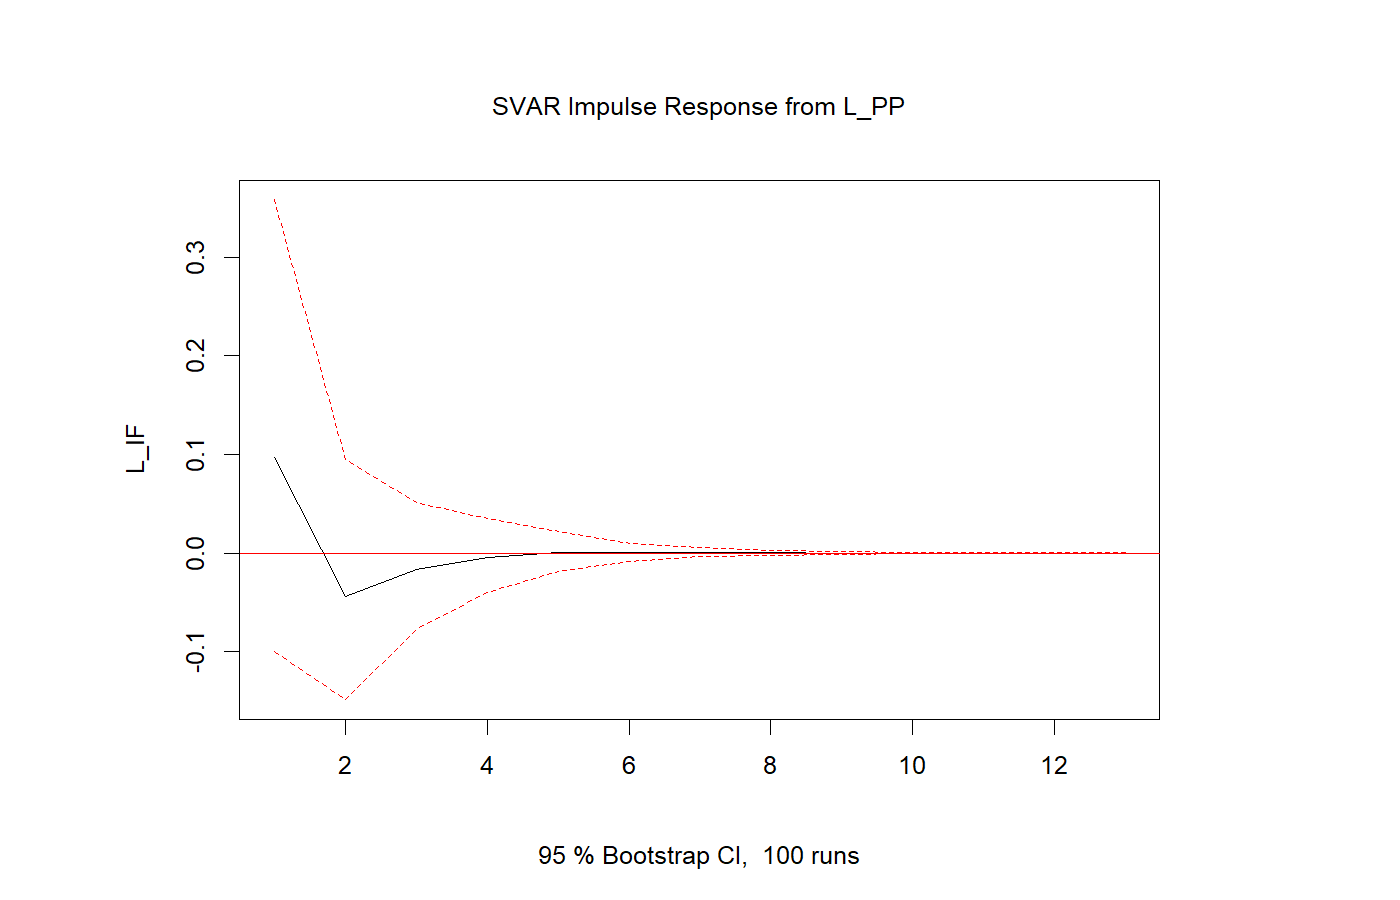 SVAR Impulse Response from L_PP
L_IF
0.3
0.2
0.1
0.0
-0.1
2 4 6 8 10 12
95 % Bootstrap CI,  100 runs